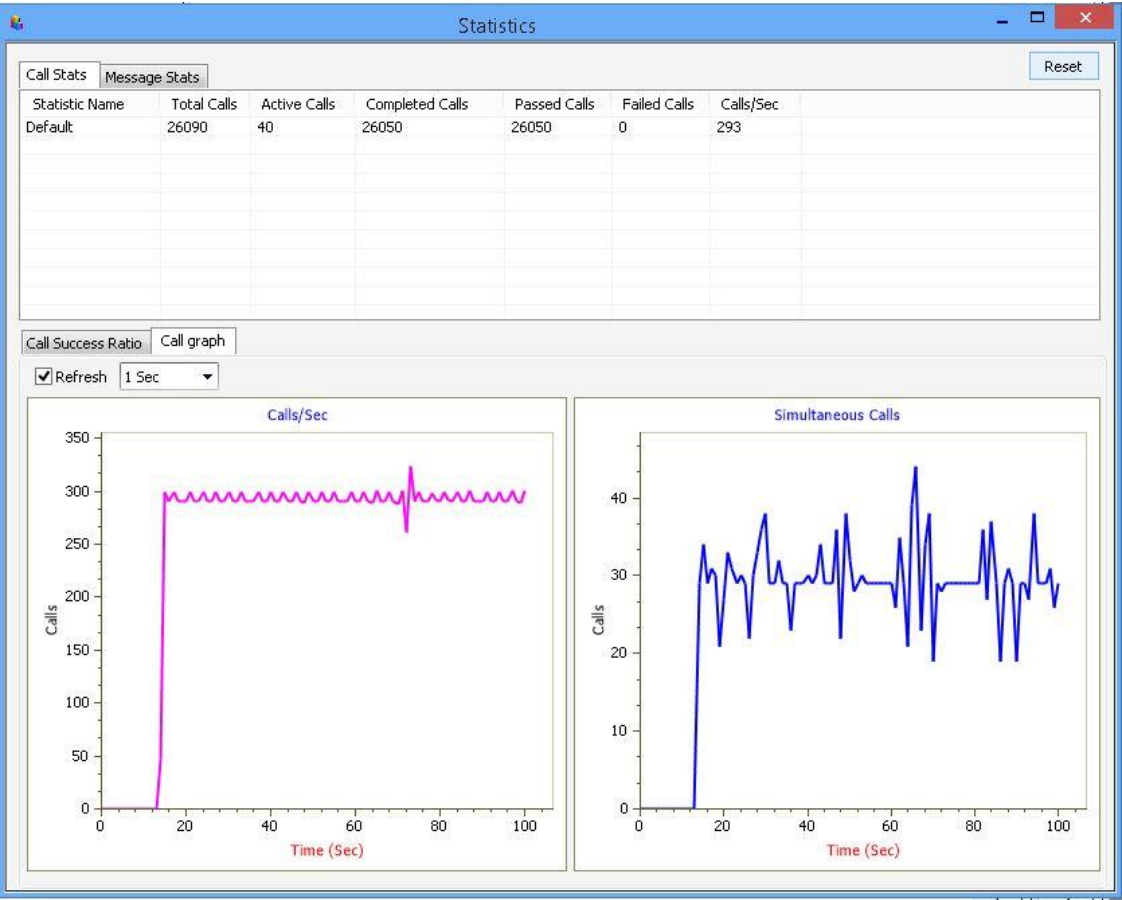 Statistics
Reset
Call Stats Message Stats
Statistic Name Total Calls Active Calls Completed Calls Passed Calls Failed Calls Calls/Sec
Default 26090 40 26050 26050 0 293
Call Success Ratio Call graph
Refresh 1 Sec
Calls/Sec
350
300
250
200
150
100
50
0
Calls
0 20 40 60 80 100
Time (Sec)
Simultaneous Calls
40
30
20
10
0
Calls
0 20 40 60 80 100
Time (Sec)